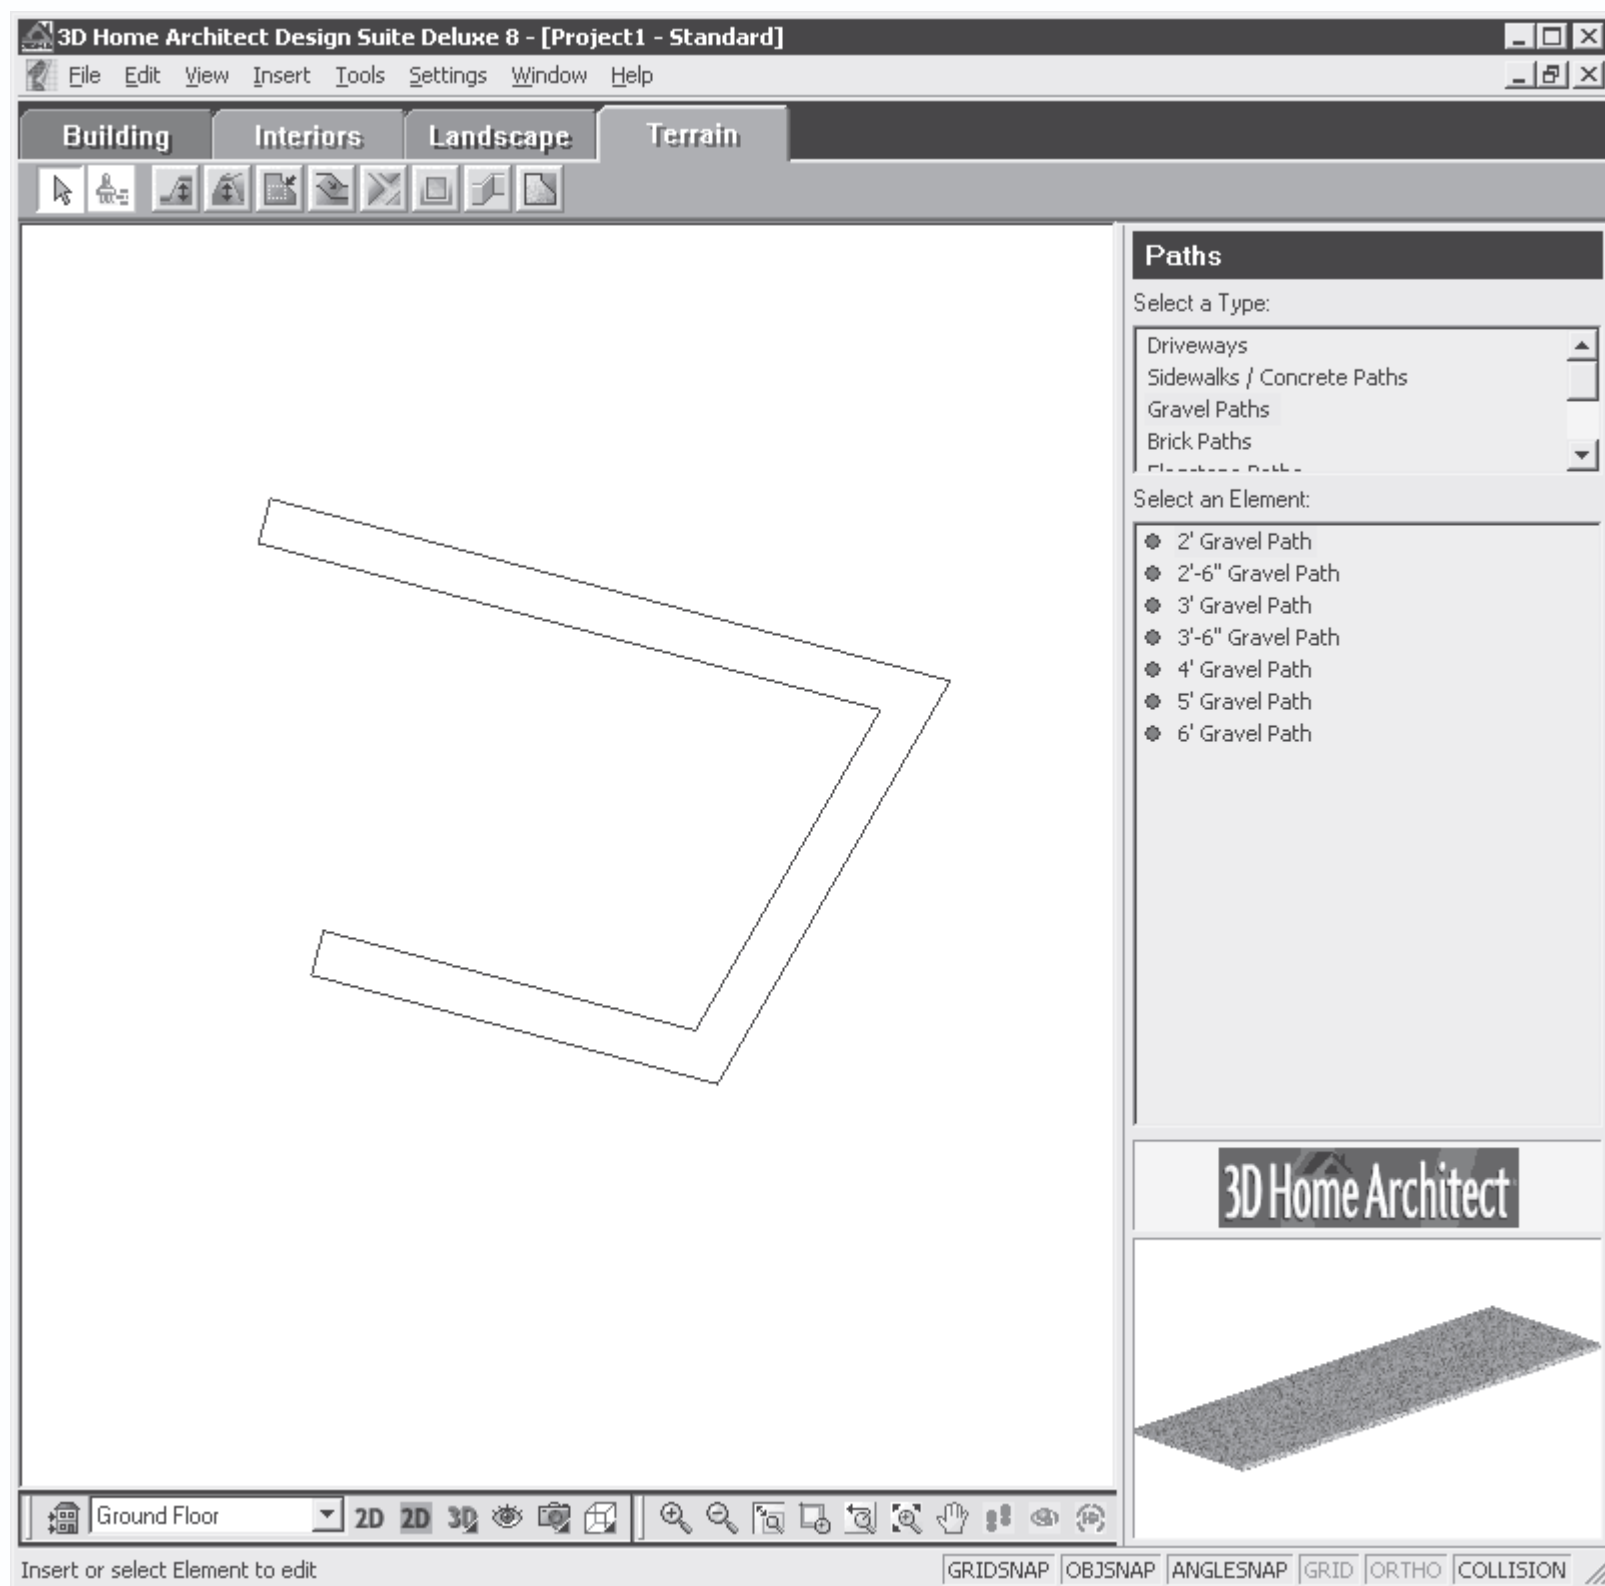 3D Home Architect Design Suite Deluxe 8 - [Project1 - Standard]
File Edit View Insert Tools Settings Window Help
Building Interiors Landscape Terrain
Paths
Select a Type:
Driveways
Sidewalks / Concrete Paths
Gravel Paths
Brick Paths
Select an Element:
2' Gravel Path
2'-6" Gravel Path
3' Gravel Path
3'-6" Gravel Path
4' Gravel Path
5' Gravel Path
6' Gravel Path
3D Home Architect
Ground Floor 2D 2D 3D
Insert or select Element to edit GRIDSNAP OBJSNAP ANGLESNAP GRID ORTHO COLLISION